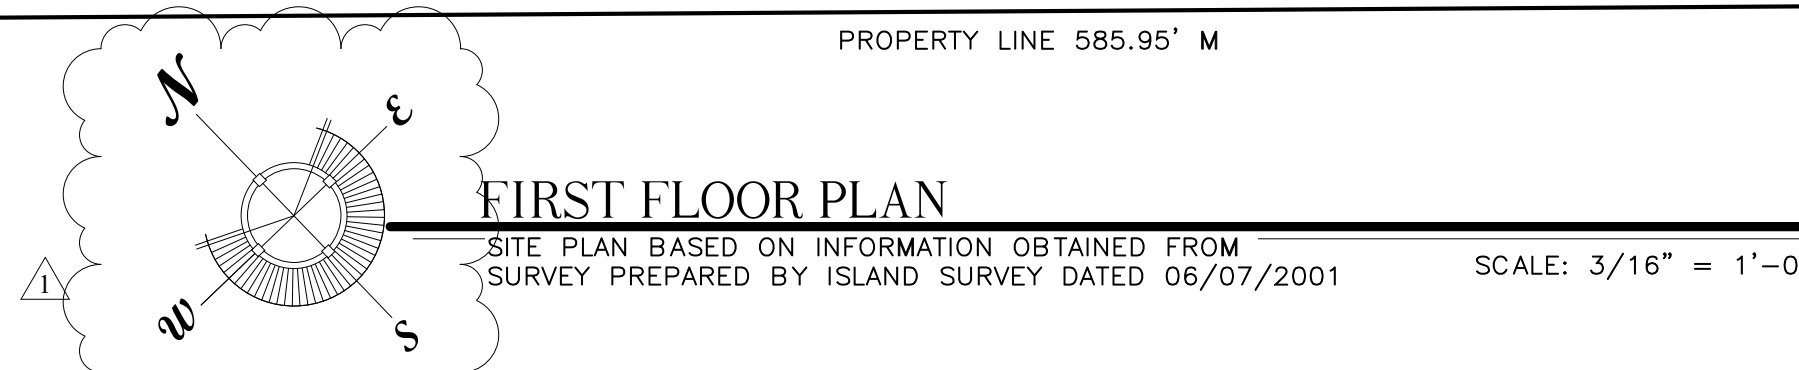 PROPERTY LINE 585.95' M
N
E
FIRST FLOOR PLAN
SITE PLAN BASED ON INFORMATION OBTAINED FROM
SURVEY PREPARED BY ISLAND SURVEY DATED 06/07/2001
SCALE: 3/16" = 1'-0
1
W
S